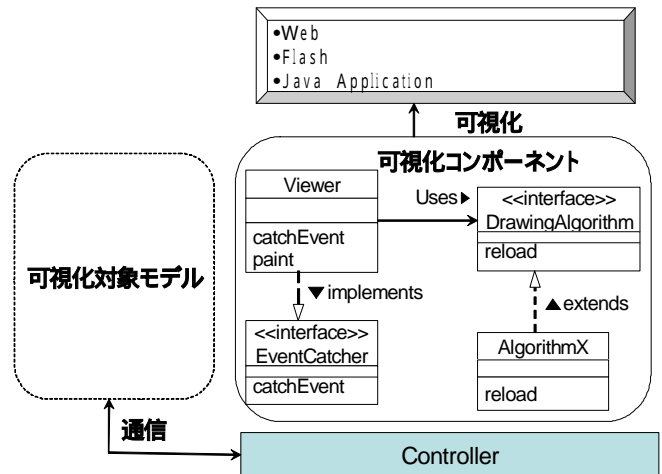 •Web
•Flash
•Java Application
可視化
可視化コンポーネント
Viewer
catchEvent
paint
Uses▶
<<interface>>
DrawingAlgorithm
reload
可視化対象モデル
▼implements
▲extends
<<interface>>
EventCatcher
catchEvent
AlgorithmX
reload
通信
Controller